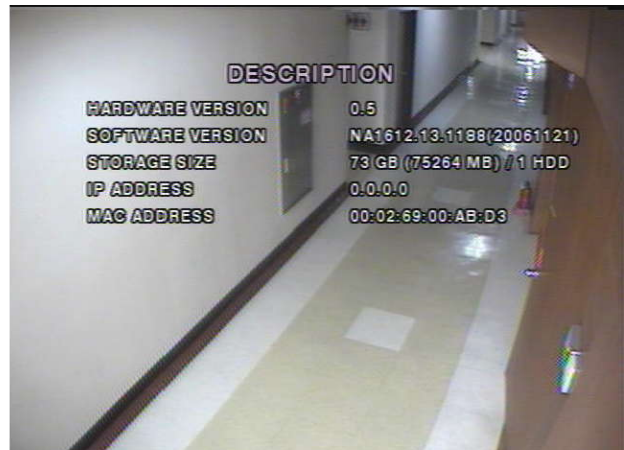 DESCRIPTION
HARDWARE VERSION 0.5
SOFTWARE VERSION NA1612.13.1188(20061121)
STORAGE SIZE 73 GB (75264 MB) / 1 HDD
IP ADDRESS 0.0.0.0
MAC ADDRESS 00:02:69:00:AB:D3